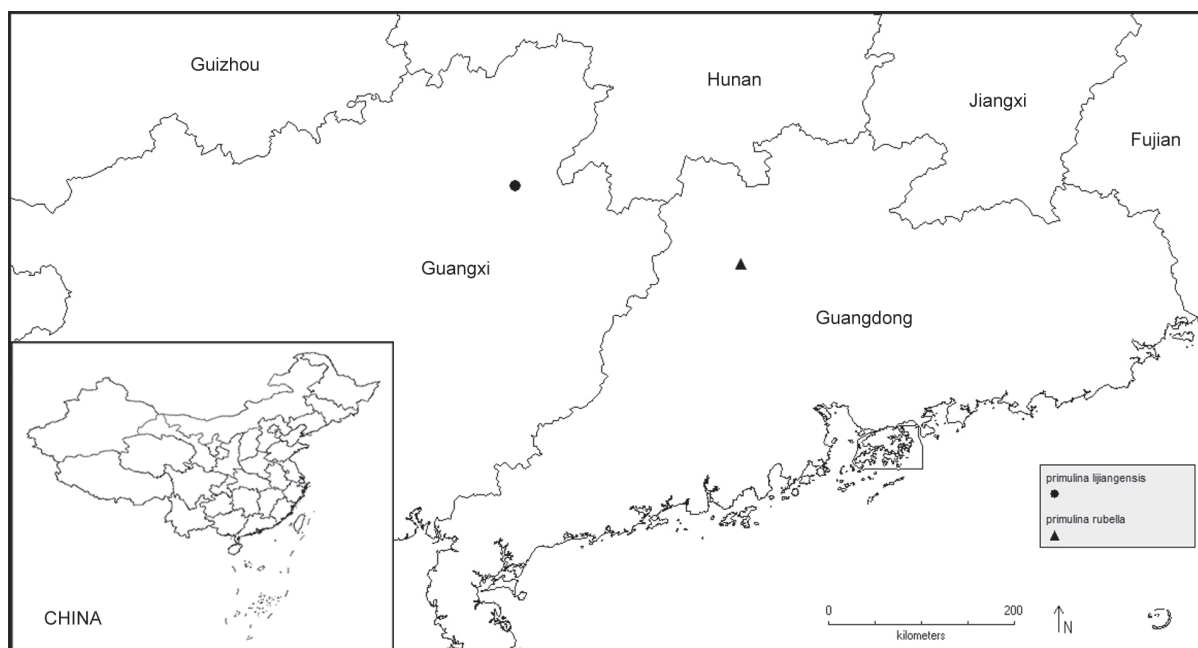 Guizhou
Hunan
Jiangxi
Fujian
Guangxi
Guangdong
primulina lijiangensis
primulina rubella
CHINA
0 200
kilometers
N